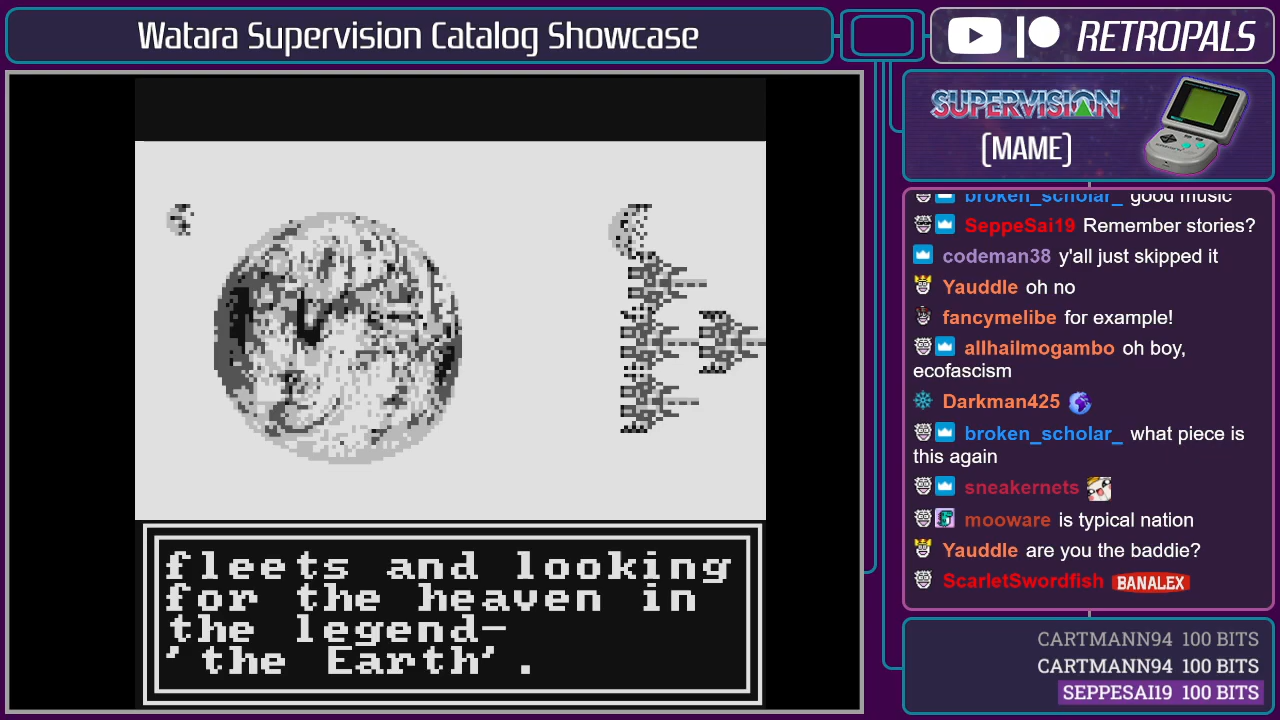 Watara Supervision Catalog Showcase
RETROPALS
SUPERVISION
[MAME]
broken_scholar_ good music
SeppeSai19 Remember stories?
codeman38 y'all just skipped it
Yauddle oh no
fancymelibe for example!
allhailmogambo oh boy,
ecofascism
Darkman425
broken_scholar_ what piece is
this again
sneakernets
mooware is typical nation
Yauddle are you the baddie?
ScarletSwordfish BANALEX
fleets and looking
for the heaven in
the legend-
'the Earth'.
CARTMANN94 100 BITS
CARTMANN94 100 BITS
SEPPESAI19 100 BITS